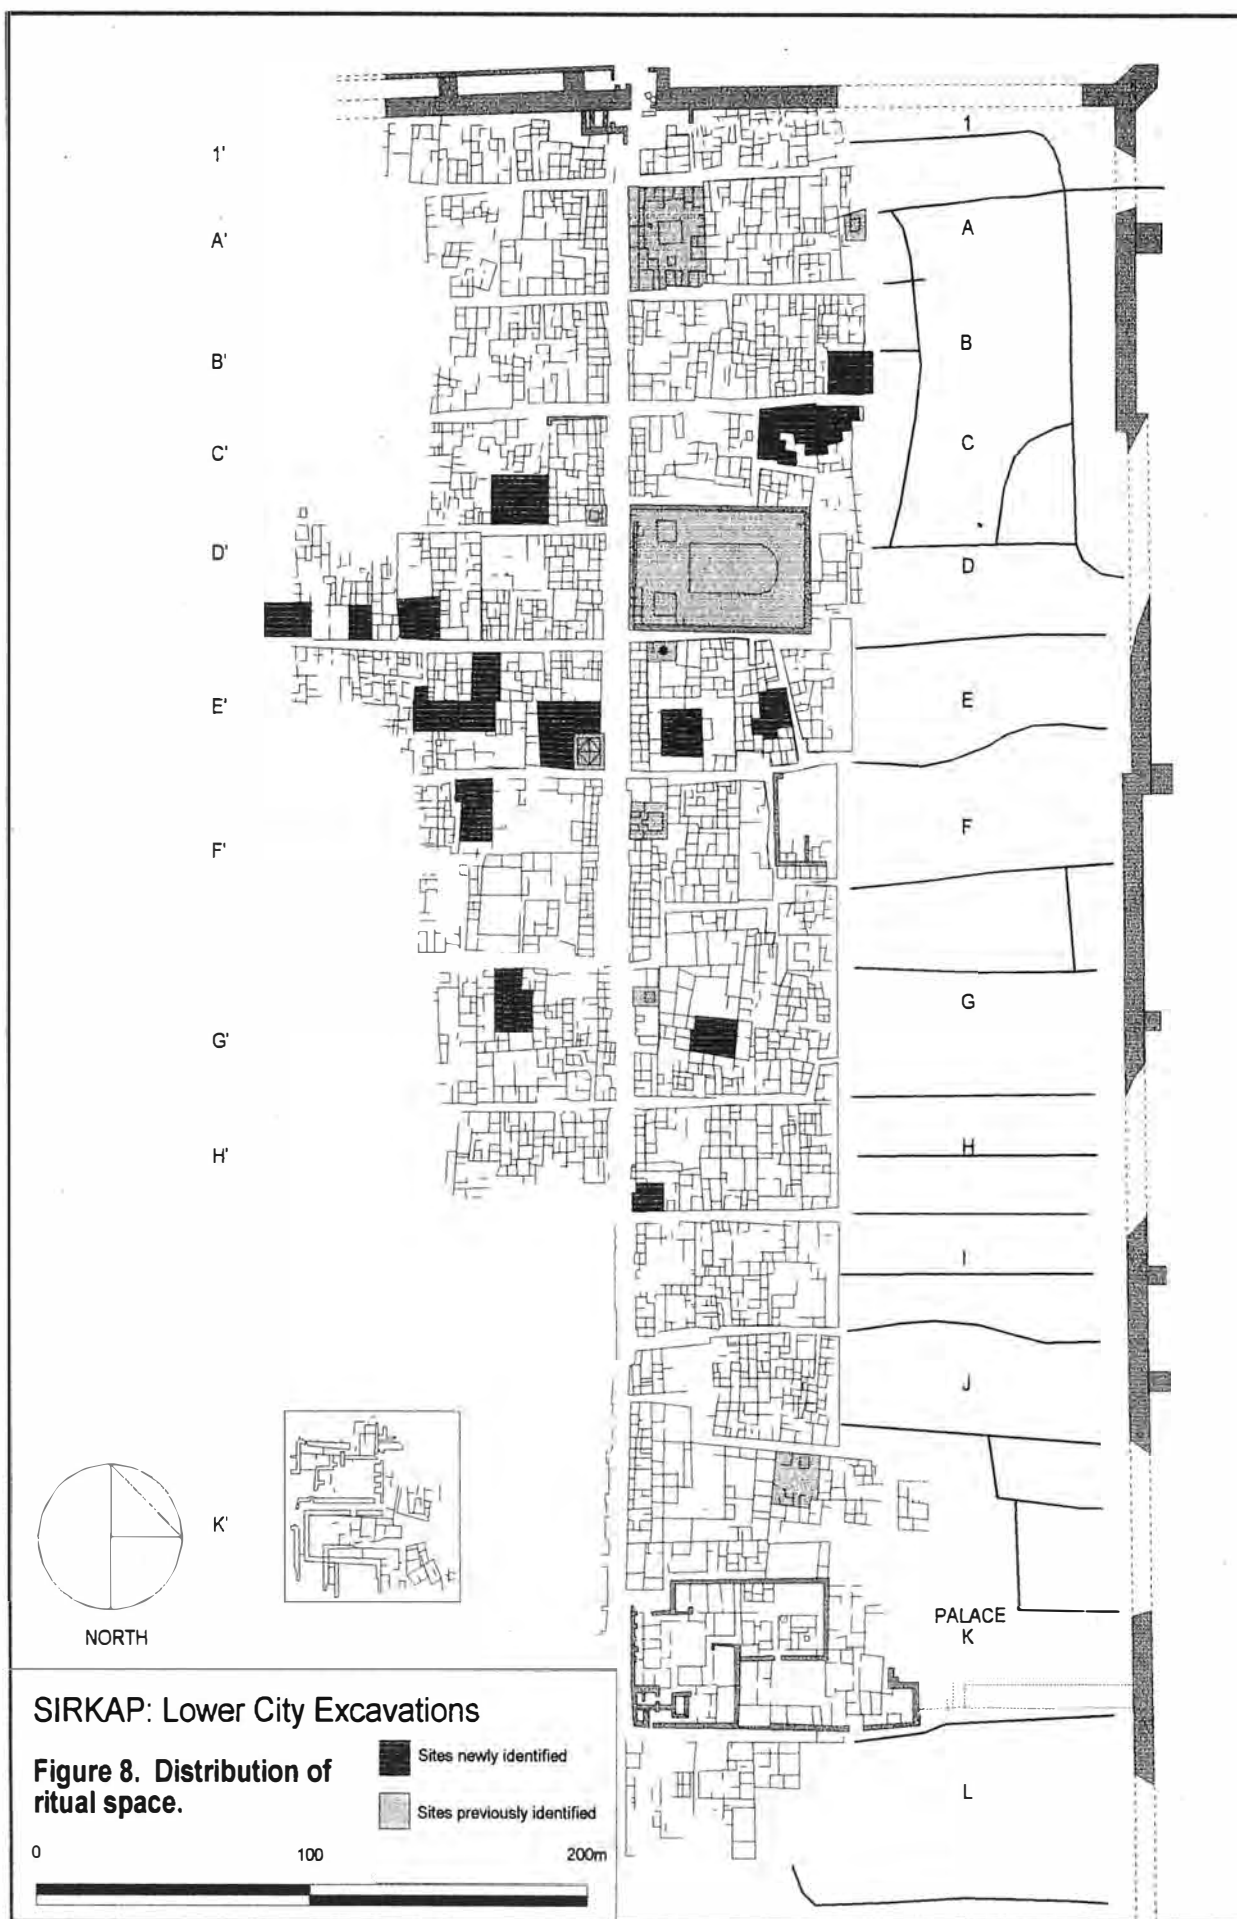 1
1'
A'
A
B'
B
C'
C
D'
D
E'
E
F'
F
G
G'
H'
H
I
J
K'
NORTH
PALACE
K
SIRKAP: Lower City Excavations
Figure 8. Distribution of
ritual space.
Sites newly identified
Sites previously identified
L
0 100 200m